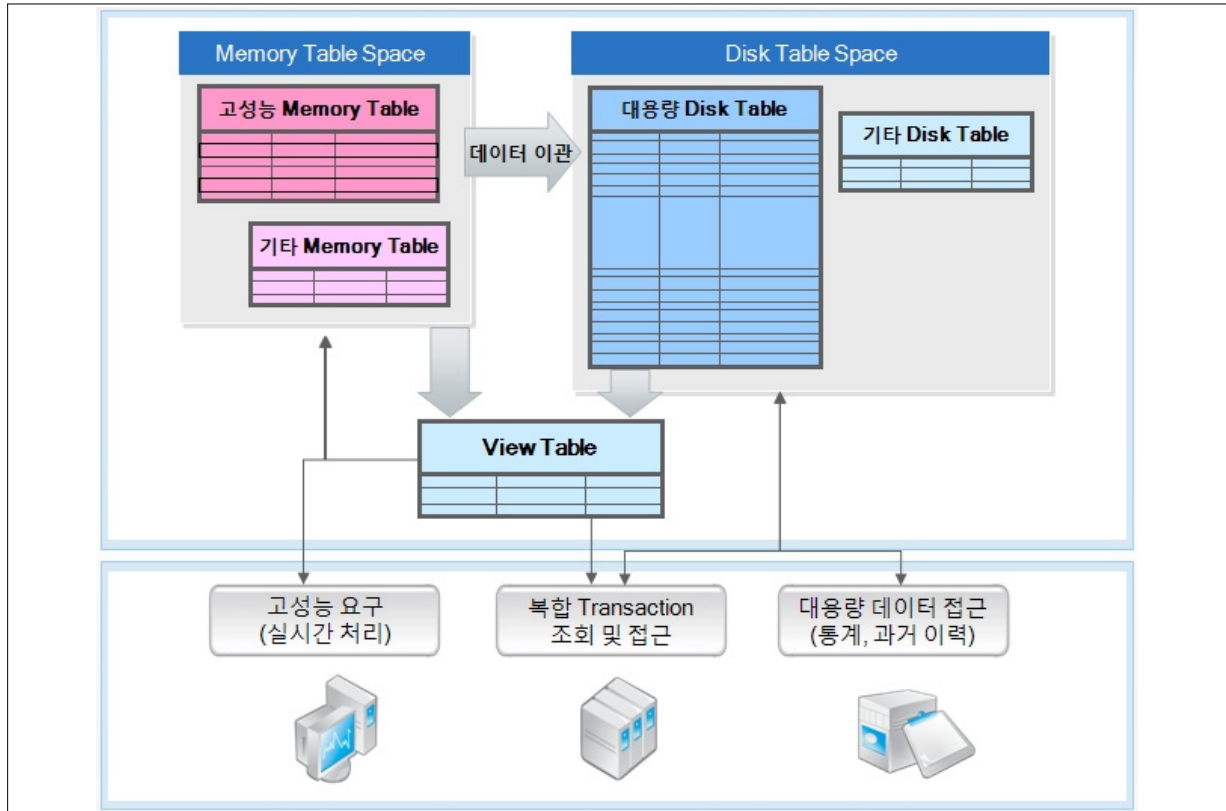 Memory Table Space
Disk Table Space
고성능 Memory Table
대용량 Disk Table
기타 Disk Table
데이터 이관
기타 Memory Table
View Table
고성능 요구
(실시간 처리)
복합 Transaction
조회 및 접근
대용량 데이터 접근
(통계, 과거 이력)